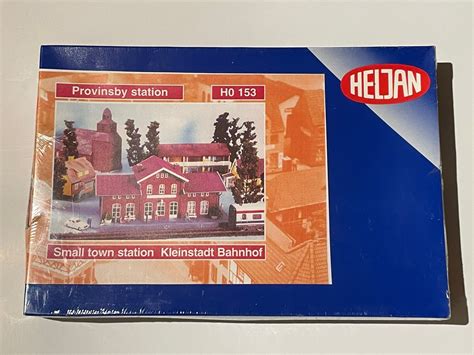 Provinsby station H0 153
HELJAN
Small town station Kleinstadt Bahnhof